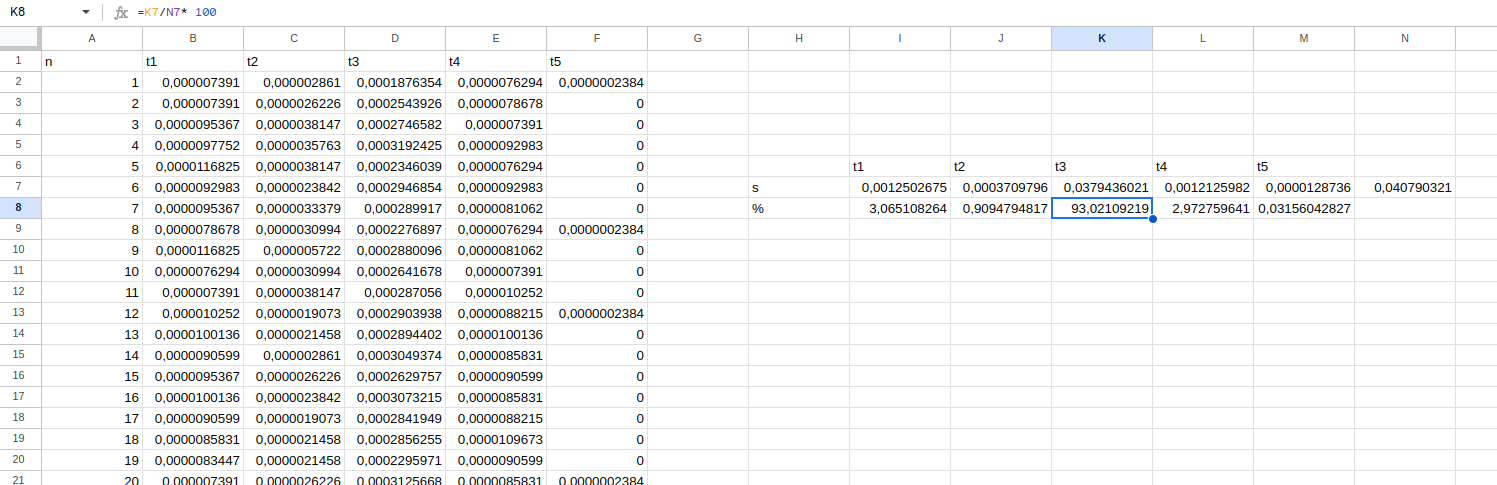 K8 fx =K7/N7* 100
A B C D E F G H I J K L M N
1 n t1 t2 t3 t4 t5
2 1 0,000007391 0,000002861 0,0001876354 0,0000076294 0,0000002384
3 2 0,000007391 0,0000026226 0,0002543926 0,0000078678 0
4 3 0,0000095367 0,0000038147 0,0002746582 0,000007391 0
5 4 0,0000097752 0,0000035763 0,0003192425 0,0000092983 0
6 5 0,0000116825 0,0000038147 0,0002346039 0,0000076294 0 t1 t2 t3 t4 t5
7 6 0,0000092983 0,0000023842 0,0002946854 0,0000092983 0 s 0,0012502675 0,0003709796 0,0379436021 0,0012125982 0,0000128736 0,040790321
8 7 0,0000095367 0,0000033379 0,000289917 0,0000081062 0 % 3,065108264 0,9094794817 93,02109219 2,972759641 0,03156042827
9 8 0,0000078678 0,0000030994 0,0002276897 0,0000076294 0,0000002384
10 9 0,0000116825 0,000005722 0,0002880096 0,0000081062 0
11 10 0,0000076294 0,0000030994 0,0002641678 0,000007391 0
12 11 0,000007391 0,0000038147 0,000287056 0,000010252 0
13 12 0,000010252 0,0000019073 0,0002903938 0,0000088215 0,0000002384
14 13 0,0000100136 0,0000021458 0,0002894402 0,0000100136 0
15 14 0,0000090599 0,000002861 0,0003049374 0,0000085831 0
16 15 0,0000095367 0,0000026226 0,0002629757 0,0000090599 0
17 16 0,0000100136 0,0000023842 0,0003073215 0,0000085831 0
18 17 0,0000090599 0,0000019073 0,0002841949 0,0000088215 0
19 18 0,0000085831 0,0000021458 0,0002856255 0,0000109673 0
20 19 0,0000083447 0,0000021458 0,0002295971 0,0000090599 0
21 20 0,000007391 0,0000026226 0,0003125668 0,0000085831 0,0000002384